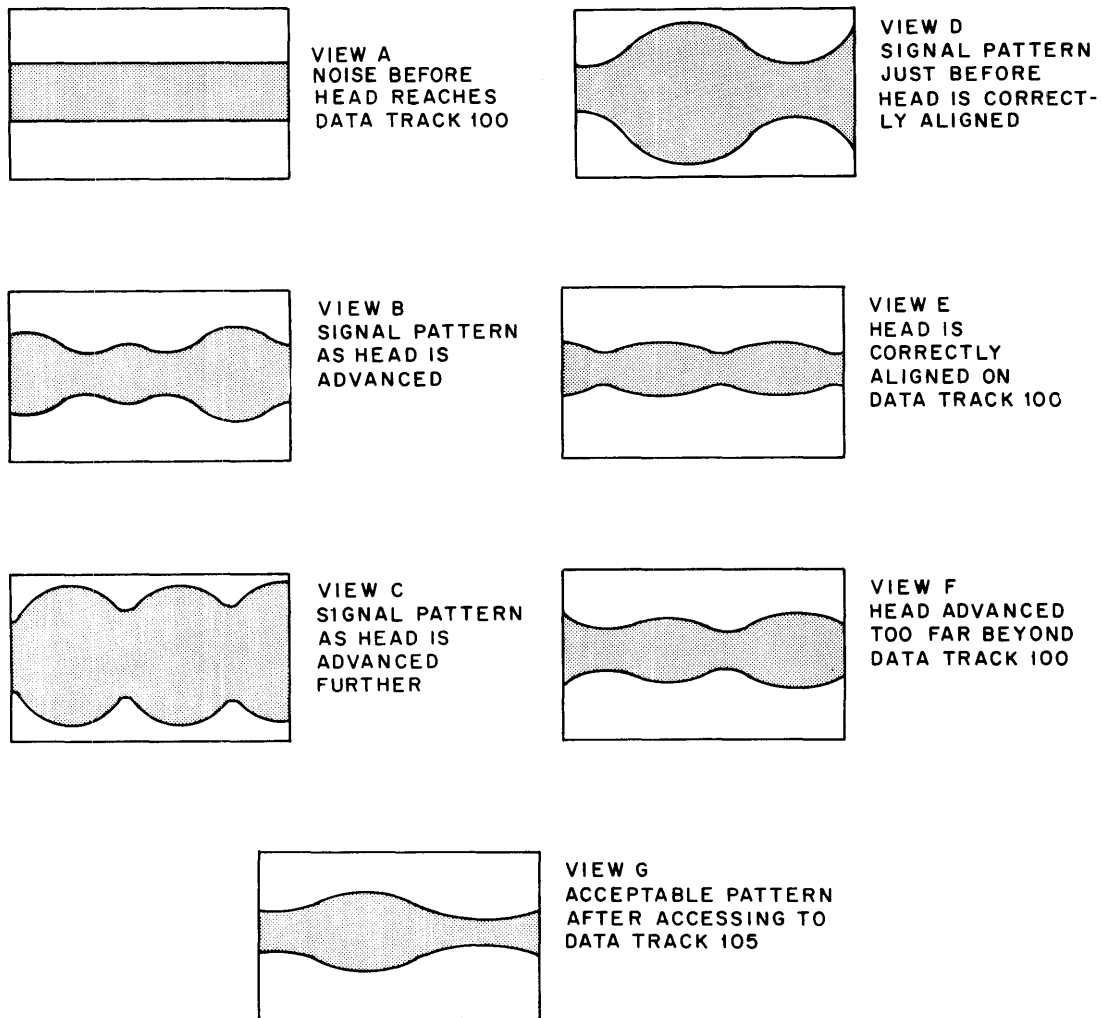 VIEW A
NOISE BEFORE
HEAD REACHES
DATA TRACK 100
VIEW B
SIGNAL PATTERN
AS HEAD IS
ADVANCED
VIEW C
SIGNAL PATTERN
AS HEAD IS
ADVANCED
FURTHER
VIEW D
SIGNAL PATTERN
JUST BEFORE
HEAD IS CORRECT-
LY ALIGNED
VIEW E
HEAD IS
CORRECTLY
ALIGNED ON
DATA TRACK 100
VIEW F
HEAD ADVANCED
TOO FAR BEYOND
DATA TRACK 100
VIEW G
ACCEPTABLE PATTERN
AFTER ACCESSING TO
DATA TRACK 105